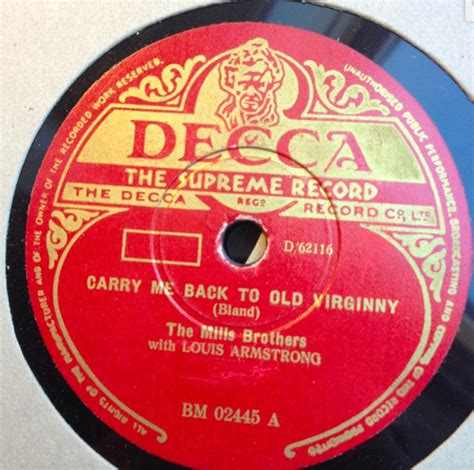 DECCA
THE SUPREME RECORD
THE DECCA REGD RECORD CO., LTD.
D/62116
CARRY ME BACK TO OLD VIRGINNY
(Bland)
The Mills Brothers
with LOUIS ARMSTRONG
BM 02445 A
ALL RIGHTS OF THE MANUFACTURER AND OF THE OWNER OF THE RECORDED WORK RESERVED.
UNAUTHORISED PUBLIC PERFORMANCE, BROADCASTING AND COPYING OF THIS RECORD PROHIBITED